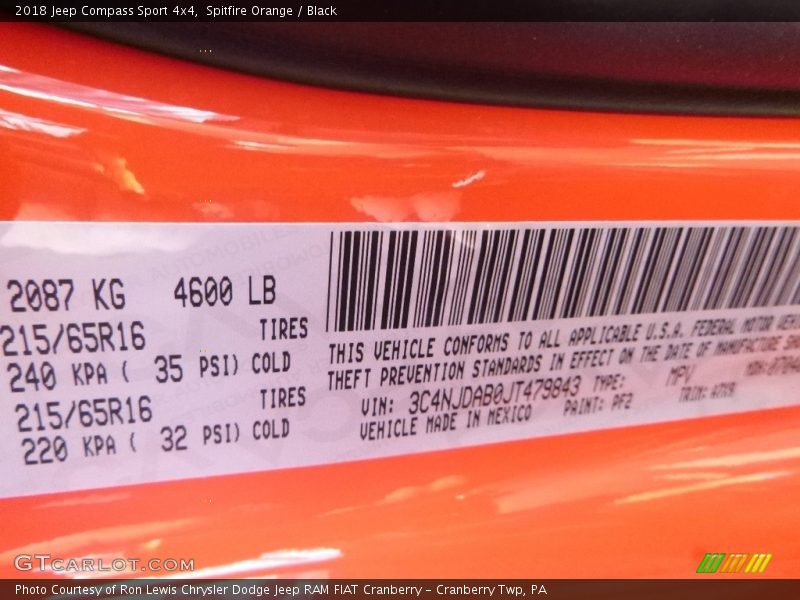 2018 Jeep Compass Sport 4x4, Spitfire Orange / Black
2087 KG 4600 LB
215/65R16 TIRES
240 KPA ( 35 PSI) COLD
215/65R16 TIRES
220 KPA ( 32 PSI) COLD
THIS VEHICLE CONFORMS TO ALL APPLICABLE U.S.A. FEDERAL MOTOR
THEFT PREVENTION STANDARDS IN EFFECT ON THE DATE OF MANUFACTURE
VIN: 3C4NJDAB0JT479843 TYPE: MPV
VEHICLE MADE IN MEXICO PAINT: PF2 TRIM:
GTCarlot.com
Photo Courtesy of Ron Lewis Chrysler Dodge Jeep RAM FIAT Cranberry – Cranberry Twp, PA